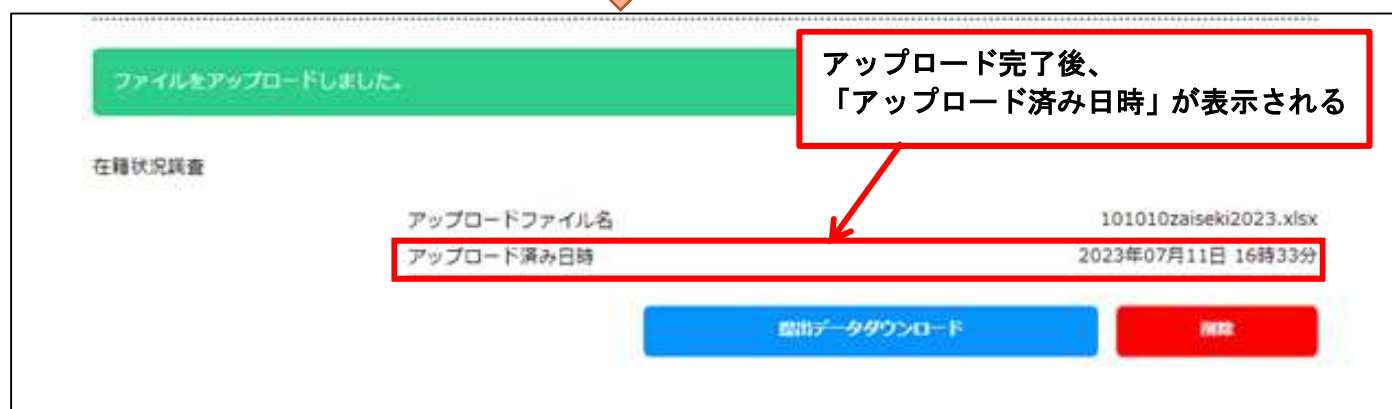 ファイルをアップロードしました。
アップロード完了後、
「アップロード済み日時」が表示される
在籍状況調査
アップロードファイル名 101010zaiseki2023.xlsx
アップロード済み日時 2023年07月11日 16時33分
提出データダウンロード 削除